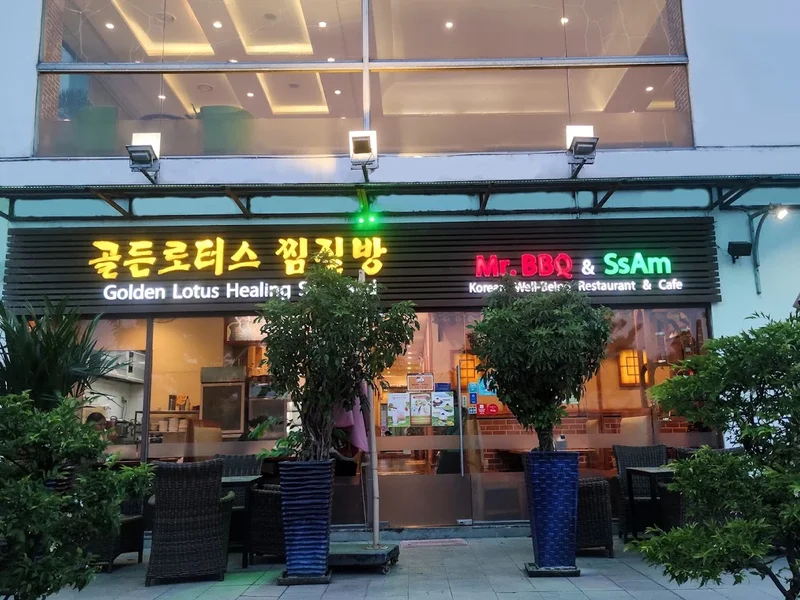 골든로터스 찜질방
Golden Lotus Healing
Mr. BBQ & SsAm
Korean Well-Being Restaurant & Cafe